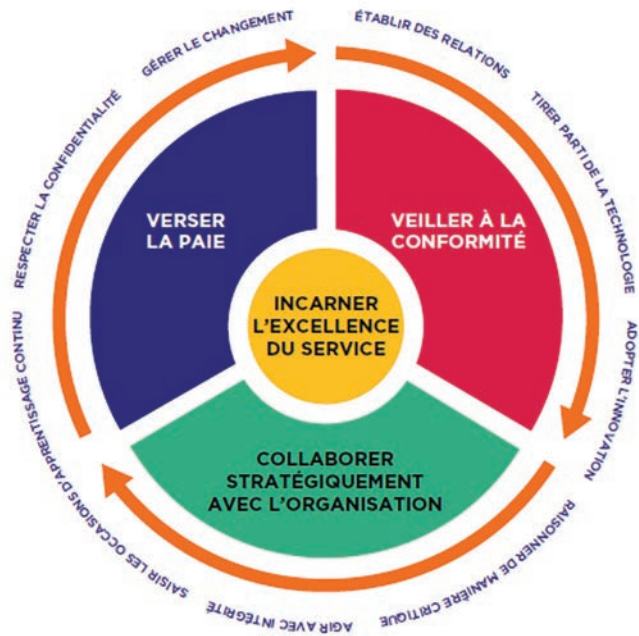 GÉRER LE CHANGEMENT
ÉTABLIR DES RELATIONS
TIRER PARTI DE LA TECHNOLOGIE
ADOPTER L'INNOVATION
RAISONNER DE MANIÈRE CRITIQUE
AGIR AVEC INTÉGRITÉ
SAISIR LES OCCASIONS D'APPRENTISSAGE CONTINU
RESPECTER LA CONFIDENTIALITÉ
VERSER
LA PAIE
VEILLER À LA
CONFORMITÉ
INCARNER
L'EXCELLENCE
DU SERVICE
COLLABORER
STRATÉGIQUEMENT
AVEC L'ORGANISATION